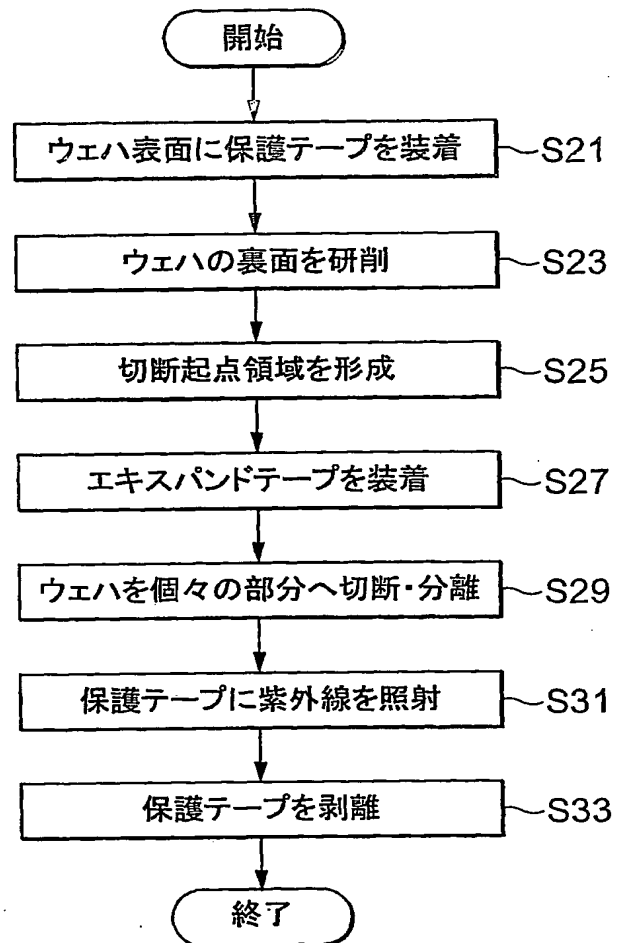 開始
ウェハ表面に保護テープを装着 S21
ウェハの裏面を研削 S23
切断起点領域を形成 S25
エキスパンドテープを装着 S27
ウェハを個々の部分へ切断・分離 S29
保護テープに紫外線を照射 S31
保護テープを剥離 S33
終了